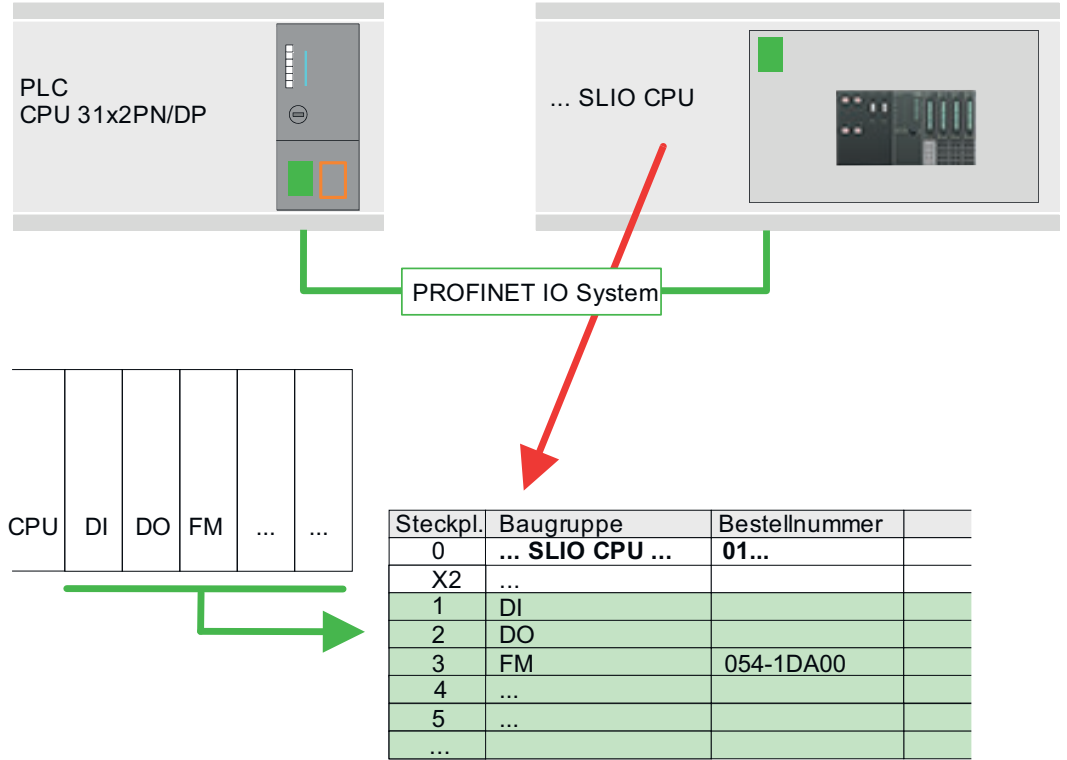 PLC
CPU 31x2PN/DP
... SLIO CPU
PROFINET IO System
CPU DI DO FM ... ...
Steckpl. Baugruppe Bestellnummer
0 ... SLIO CPU ... 01...
X2 ...
1 DI
2 DO
3 FM 054-1DA00
4 ...
5 ...
...